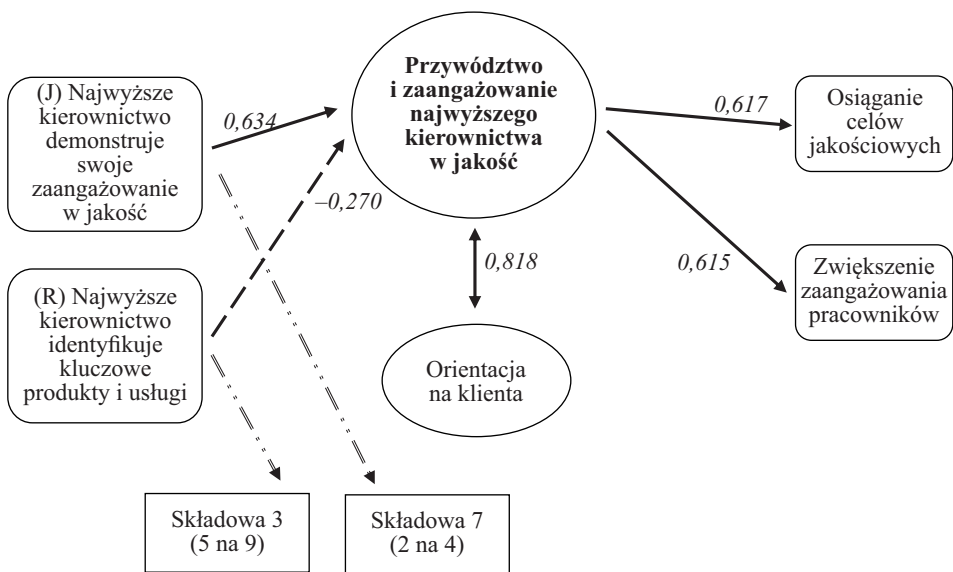 (J) Najwyższe
kierownictwo
demonstruje
swoje
zaangażowanie
w jakość
0,634
Przywództwo
i zaangażowanie
najwyższego
kierownictwa
w jakość
0,617
Osiąganie
celów
jakościowych
–0,270
0,818
0,615
(R) Najwyższe
kierownictwo
identyfikuje
kluczowe
produkty i usługi
Zwiększenie
zaangażowania
pracowników
Orientacja
na klienta
Składowa 3
(5 na 9)
Składowa 7
(2 na 4)